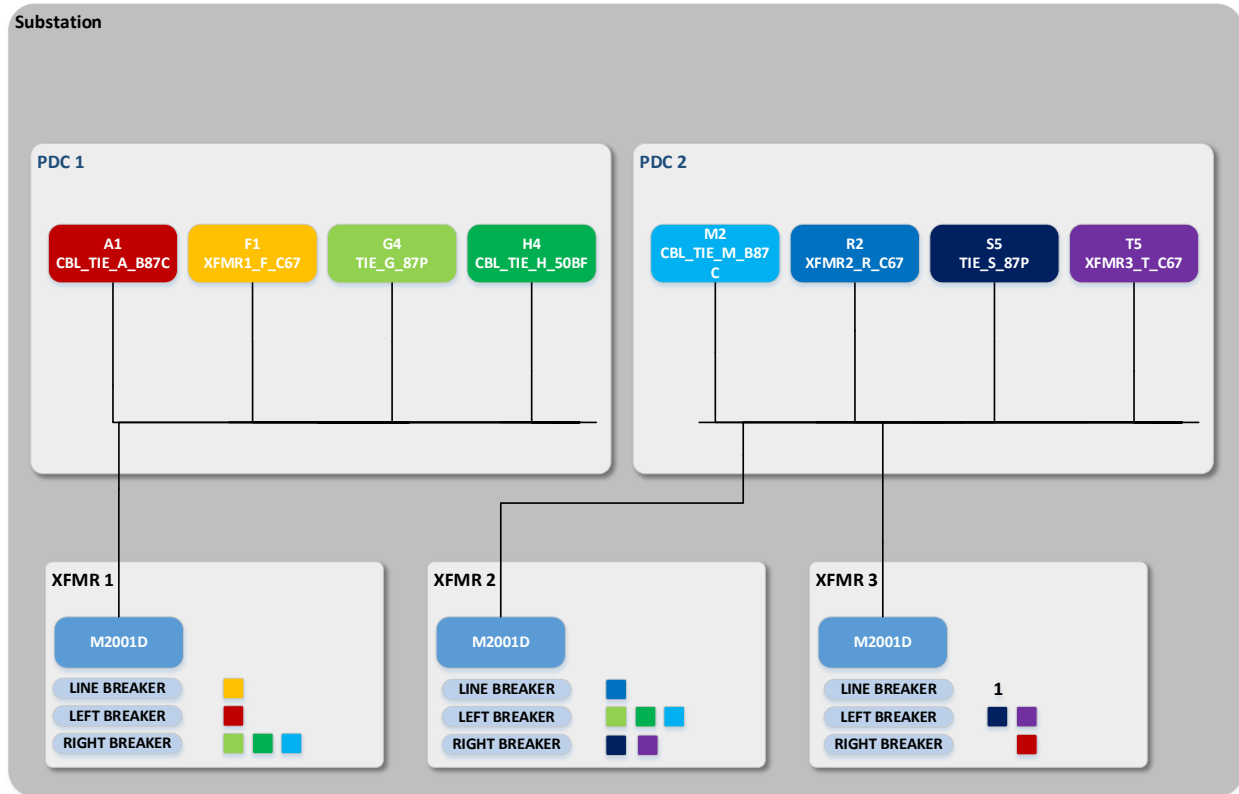 Substation
PDC 1
A1
CBL_TIE_A_B87C
F1
XFMR1_F_C67
G4
TIE_G_87P
H4
CBL_TIE_H_50BF
PDC 2
M2
CBL_TIE_M_B87
C
R2
XFMR2_R_C67
S5
TIE_S_87P
T5
XFMR3_T_C67
XFMR 1
M2001D
LINE BREAKER
LEFT BREAKER
RIGHT BREAKER
XFMR 2
M2001D
LINE BREAKER
LEFT BREAKER
RIGHT BREAKER
XFMR 3
M2001D
LINE BREAKER
1
LEFT BREAKER
RIGHT BREAKER